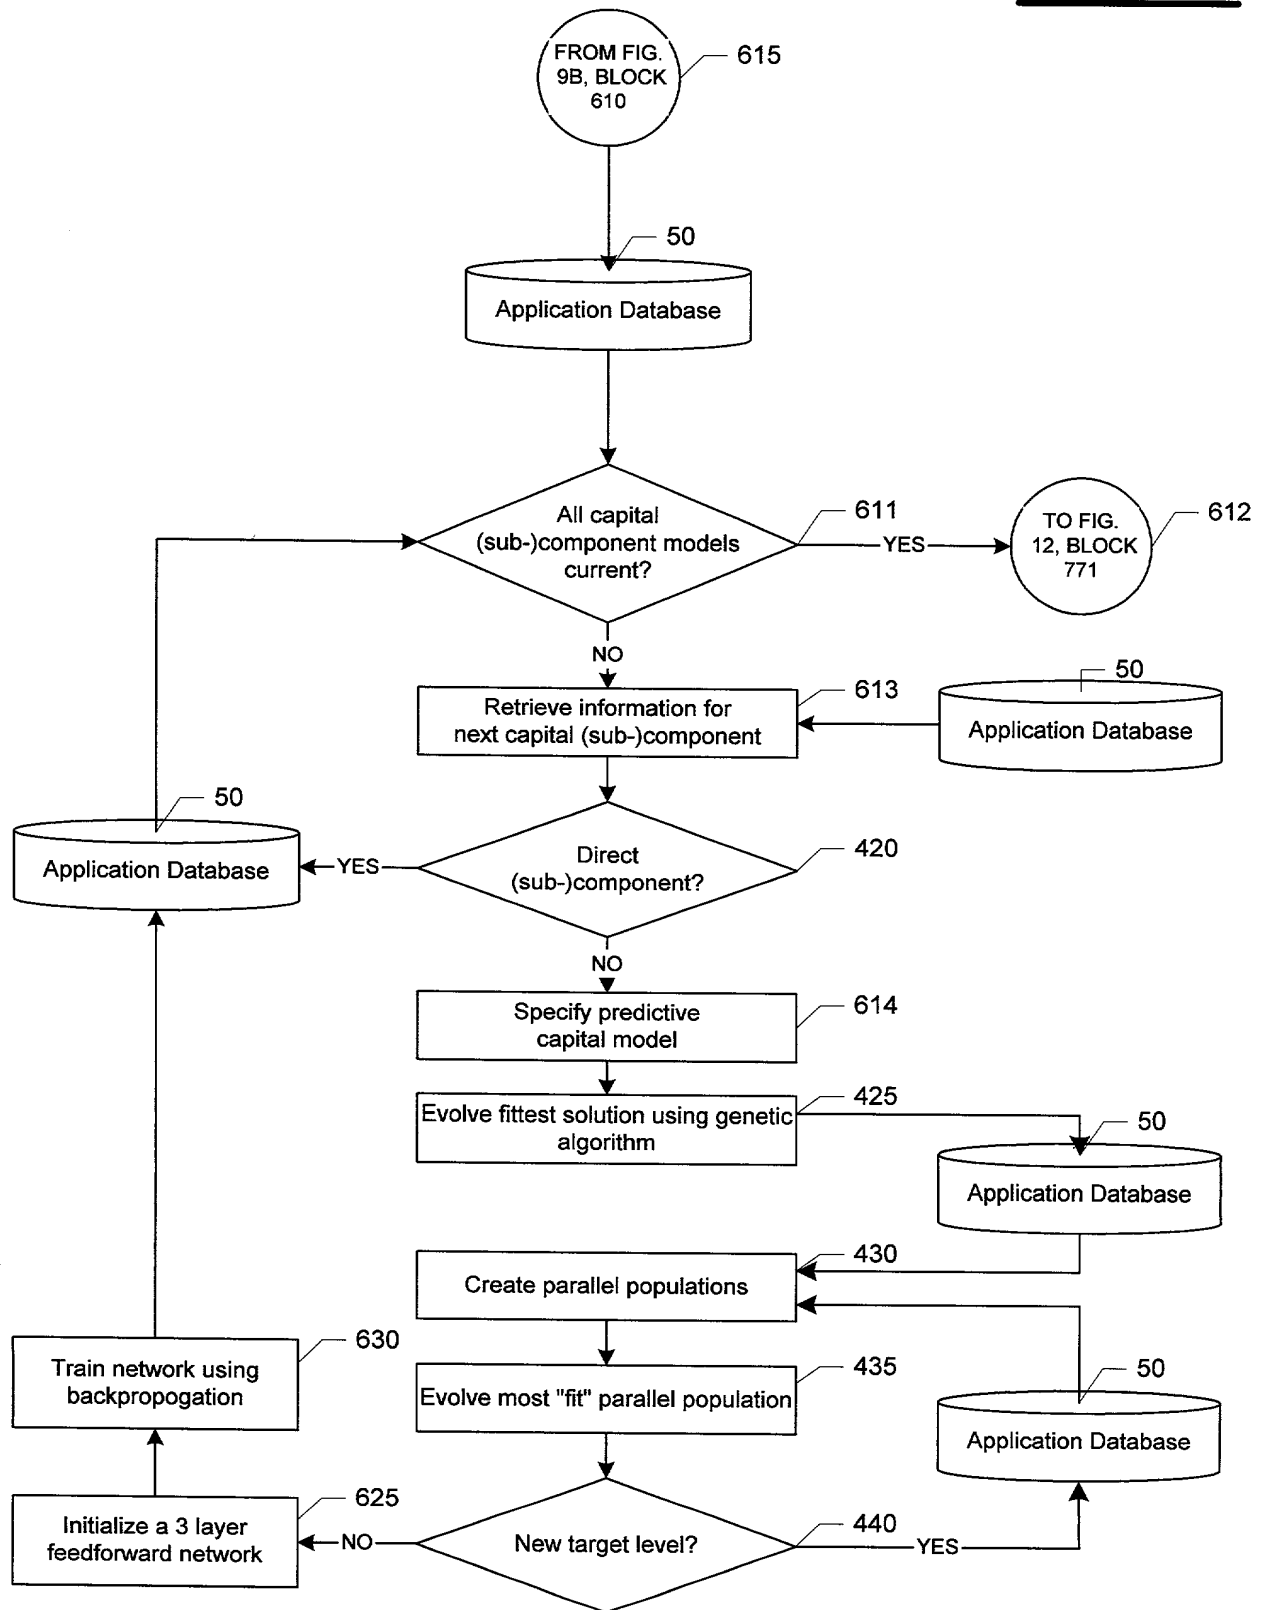 FROM FIG.
9B, BLOCK
610
615
50
Application Database
All capital
(sub-)component models
current?
611
YES
TO FIG.
12, BLOCK
771
612
NO
Retrieve information for
next capital (sub-)component
613
50
Application Database
50
Application Database
YES
Direct
(sub-)component?
420
NO
Specify predictive
capital model
614
Evolve fittest solution using genetic
algorithm
425
50
Application Database
Create parallel populations
430
Train network using
backpropogation
630
Evolve most "fit" parallel population
435
50
Application Database
Initialize a 3 layer
feedforward network
625
NO
New target level?
440
YES